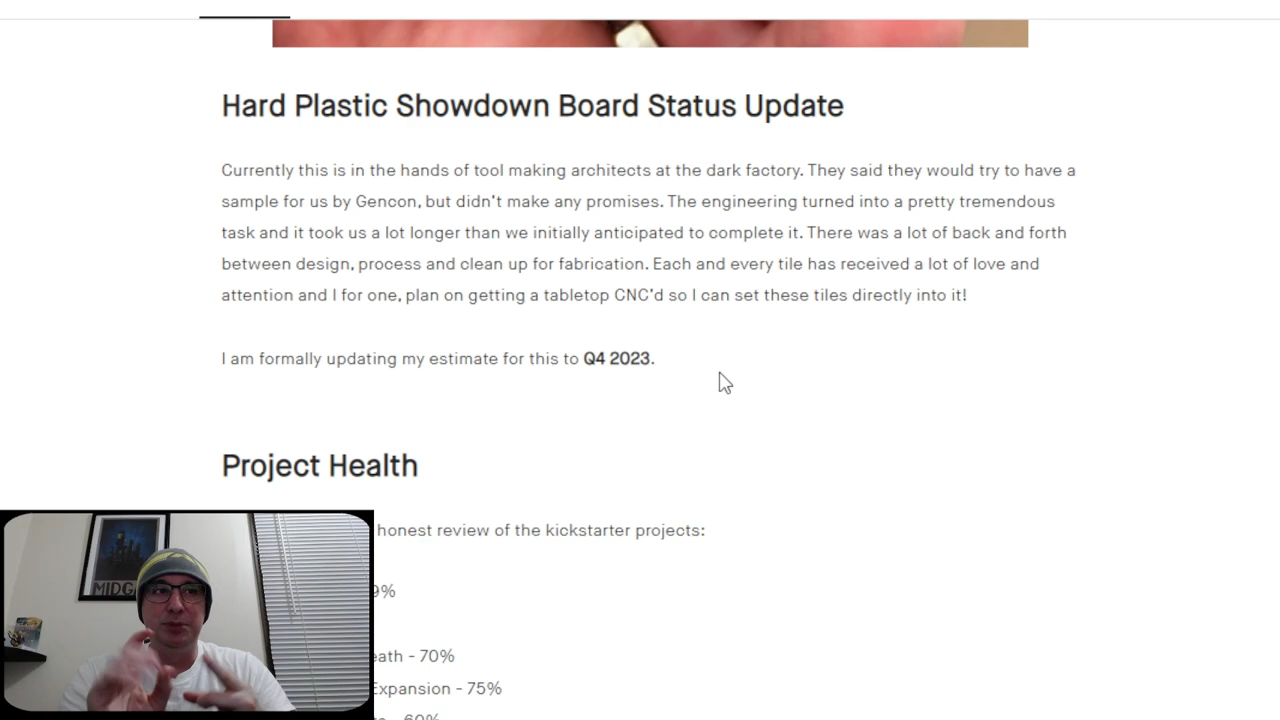 Hard Plastic Showdown Board Status Update
Currently this is in the hands of tool making architects at the dark factory. They said they would try to have a
sample for us by Gencon, but didn't make any promises. The engineering turned into a pretty tremendous
task and it took us a lot longer than we initially anticipated to complete it. There was a lot of back and forth
between design, process and clean up for fabrication. Each and every tile has received a lot of love and
attention and I for one, plan on getting a tabletop CNC'd so I can set these tiles directly into it!
I am formally updating my estimate for this to Q4 2023.
Project Health
honest review of the kickstarter projects:
9%
eath - 70%
Expansion - 75%
60%
MIDG